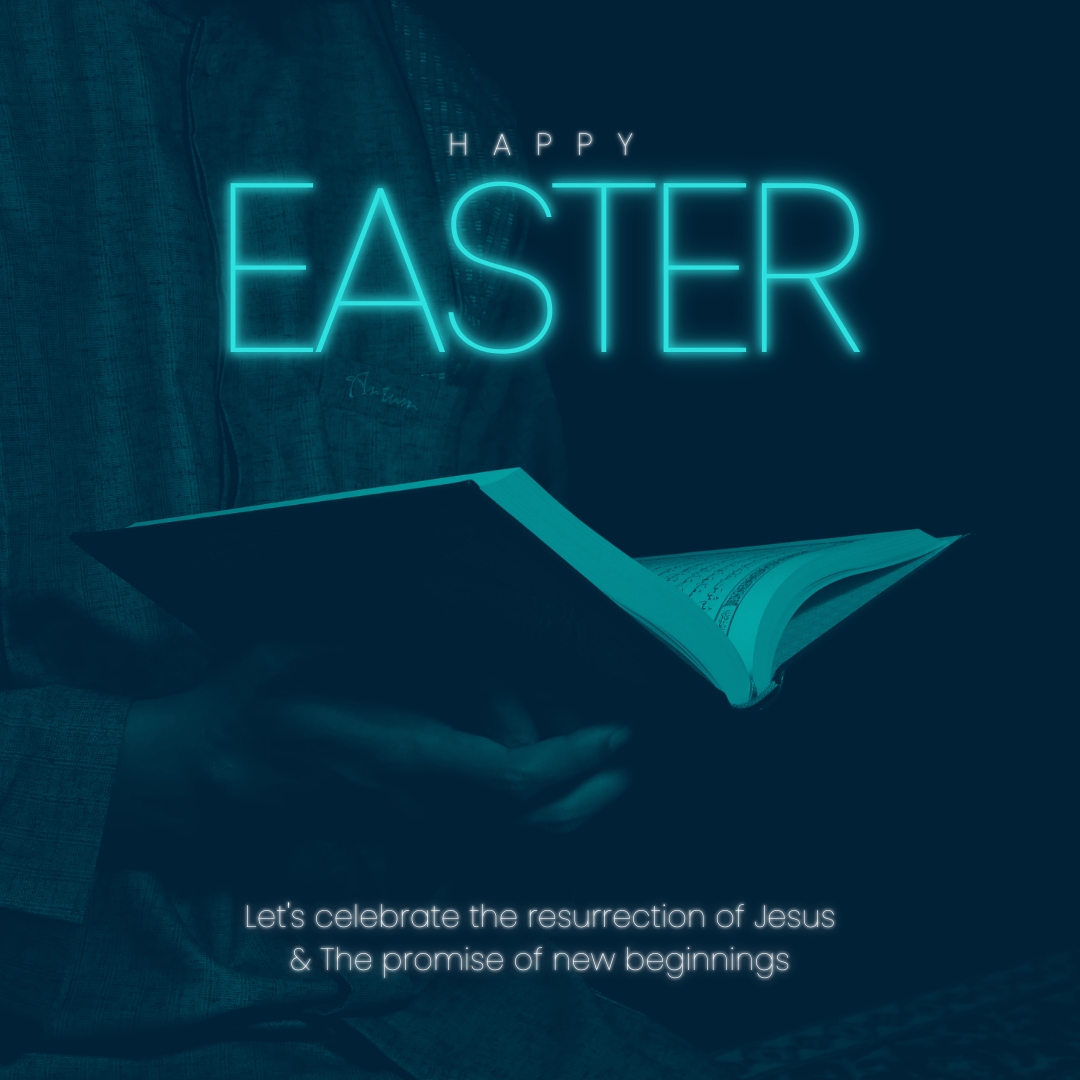 HAPPY
EASTER
Let's celebrate the resurrection of Jesus
& The promise of new beginnings